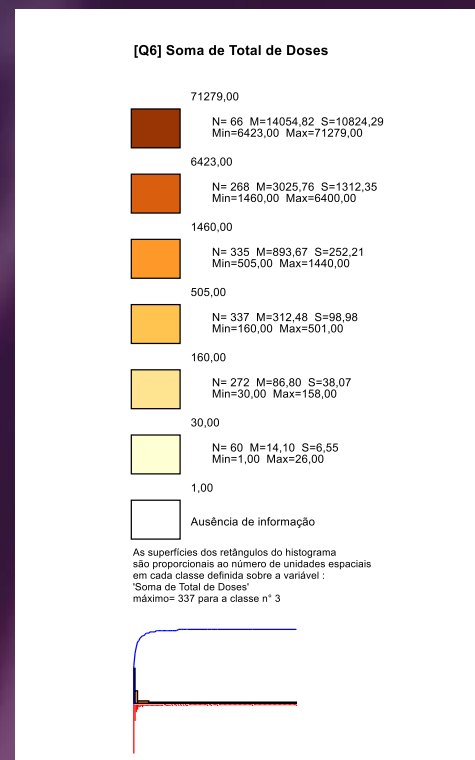 [Q6] Soma de Total de Doses
71279,00
N= 66 M=14054,82 S=10824,29
Min=6423,00 Max=71279,00
6423,00
N= 268 M=3025,76 S=1312,35
Min=1460,00 Max=6400,00
1460,00
N= 335 M=893,67 S=252,21
Min=505,00 Max=1440,00
505,00
N= 337 M=312,48 S=98,98
Min=160,00 Max=501,00
160,00
N= 272 M=86,80 S=38,07
Min=30,00 Max=158,00
30,00
N= 60 M=14,10 S=6,55
Min=1,00 Max=26,00
1,00
Ausência de informação
As superfícies dos retângulos do histograma
são proporcionais ao número de unidades espaciais
em cada classe definida sobre a variável :
'Soma de Total de Doses'
máximo= 337 para a classe n° 3